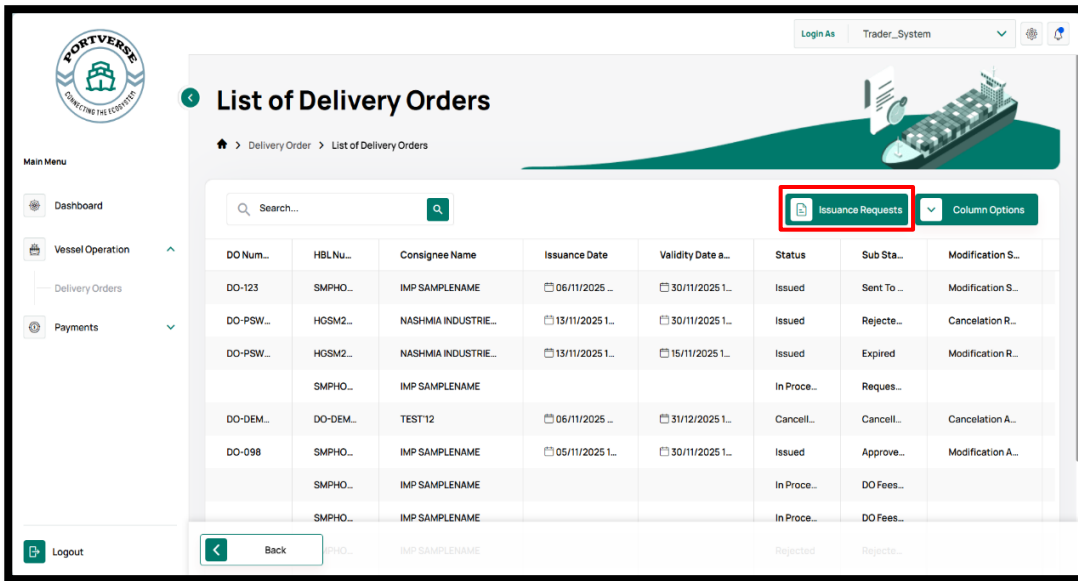 PORTVERSE
CONNECTING THE ECOSYSTEM
Login As Trader_System
List of Delivery Orders
Delivery Order > List of Delivery Orders
Main Menu
Dashboard
Vessel Operation
Delivery Orders
Payments
Logout
Search...
Issuance Requests
Column Options
DO Num... HBL Nu... Consignee Name Issuance Date Validity Date a... Status Sub Sta... Modification S...
DO-123 SMPHO... IMP SAMPLENAME 06/11/2025 ... 30/11/2025 1... Issued Sent To ... Modification S...
DO-PSW... HGSM2... NASHMIA INDUSTRIE... 13/11/2025 1... 30/11/2025 1... Issued Rejecte... Cancelation R...
DO-PSW... HGSM2... NASHMIA INDUSTRIE... 13/11/2025 1... 15/11/2025 1... Issued Expired Modification R...
SMPHO... IMP SAMPLENAME In Proce... Reques...
DO-DEM... DO-DEM... TEST'12 06/11/2025 ... 31/12/2025 1... Cancell... Cancell... Cancelation A...
DO-098 SMPHO... IMP SAMPLENAME 05/11/2025 1... 30/11/2025 1... Issued Approve... Modification A...
SMPHO... IMP SAMPLENAME In Proce... DO Fees...
SMPHO... IMP SAMPLENAME In Proce... DO Fees...
IMP SAMPLENAME Rejected Rejecte...
Back